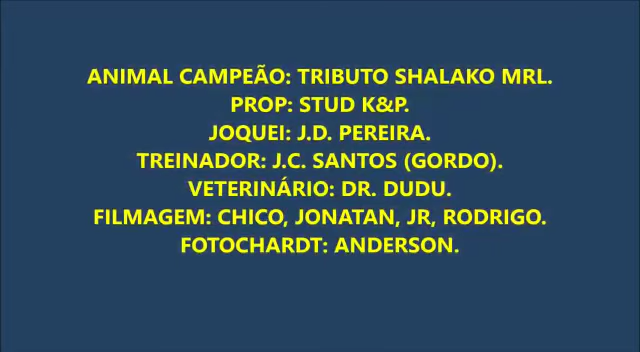 ANIMAL CAMPEÃO: TRIBUTO SHALAKO MRL.
PROP: STUD K&P.
JOQUEI: J.D. PEREIRA.
TREINADOR: J.C. SANTOS (GORDO).
VETERINÁRIO: DR. DUDU.
FILMAGEM: CHICO, JONATAN, JR, RODRIGO.
FOTOCHARDT: ANDERSON.